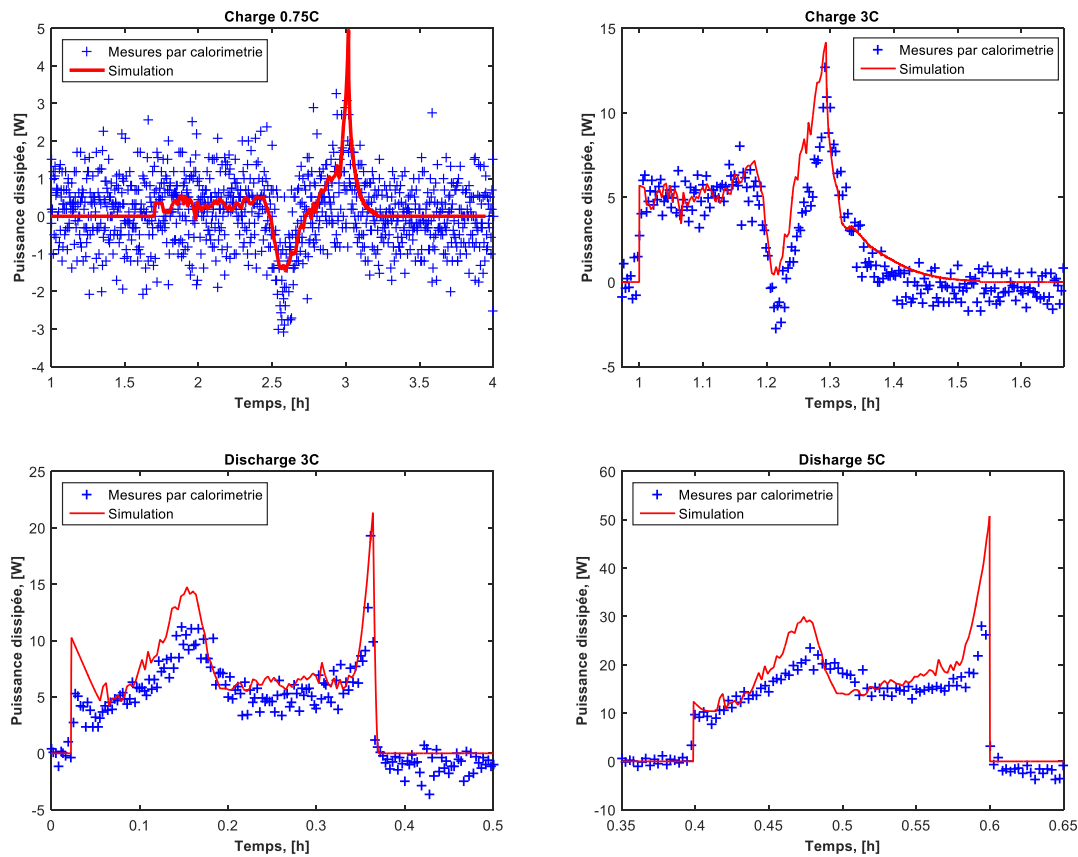 Charge 0.75C
Mesures par calorimetrie
Simulation
Puissance dissipée, [W]
5
4
3
2
1
0
-1
-2
-3
-4
1
1.5
2
2.5
3
3.5
4
Temps, [h]
Charge 3C
Mesures par calorimetrie
Simulation
Puissance dissipée, [W]
15
10
5
0
-5
1
1.1
1.2
1.3
1.4
1.5
1.6
Temps, [h]
Discharge 3C
Mesures par calorimetrie
Simulation
Puissance dissipée, [W]
25
20
15
10
5
0
-5
0
0.1
0.2
0.3
0.4
0.5
Temps, [h]
Disharge 5C
Mesures par calorimetrie
Simulation
Puissance dissipée, [W]
60
50
40
30
20
10
0
-10
0.35
0.4
0.45
0.5
0.55
0.6
0.65
Temps, [h]